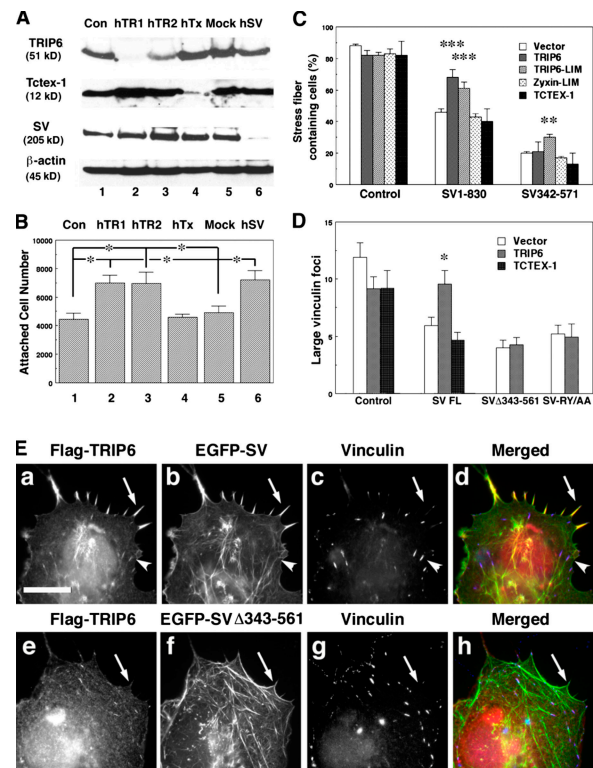 A
Con hTR1 hTR2 hTx Mock hSV
TRIP6
(51 kD)
Tctex-1
(12 kD)
SV
(205 kD)
β-actin
(45 kD)
1 2 3 4 5 6
B
Con hTR1 hTR2 hTx Mock hSV
Attached Cell Number
10000
8000
6000
4000
2000
0
* * * * *
1 2 3 4 5 6
C
Stress fiber
containing cells (%)
100
80
60
40
20
0
***
***
**
Vector
TRIP6
TRIP6-LIM
Zyxin-LIM
TCTEX-1
Control SV1-830 SV342-571
D
Large vinculin foci
15
10
5
0
*
Vector
TRIP6
TCTEX-1
Control SV FL SVΔ343-561 SV-RY/AA
E
Flag-TRIP6 EGFP-SV Vinculin Merged
a b c d
Flag-TRIP6 EGFP-SVΔ343-561 Vinculin Merged
e f g h